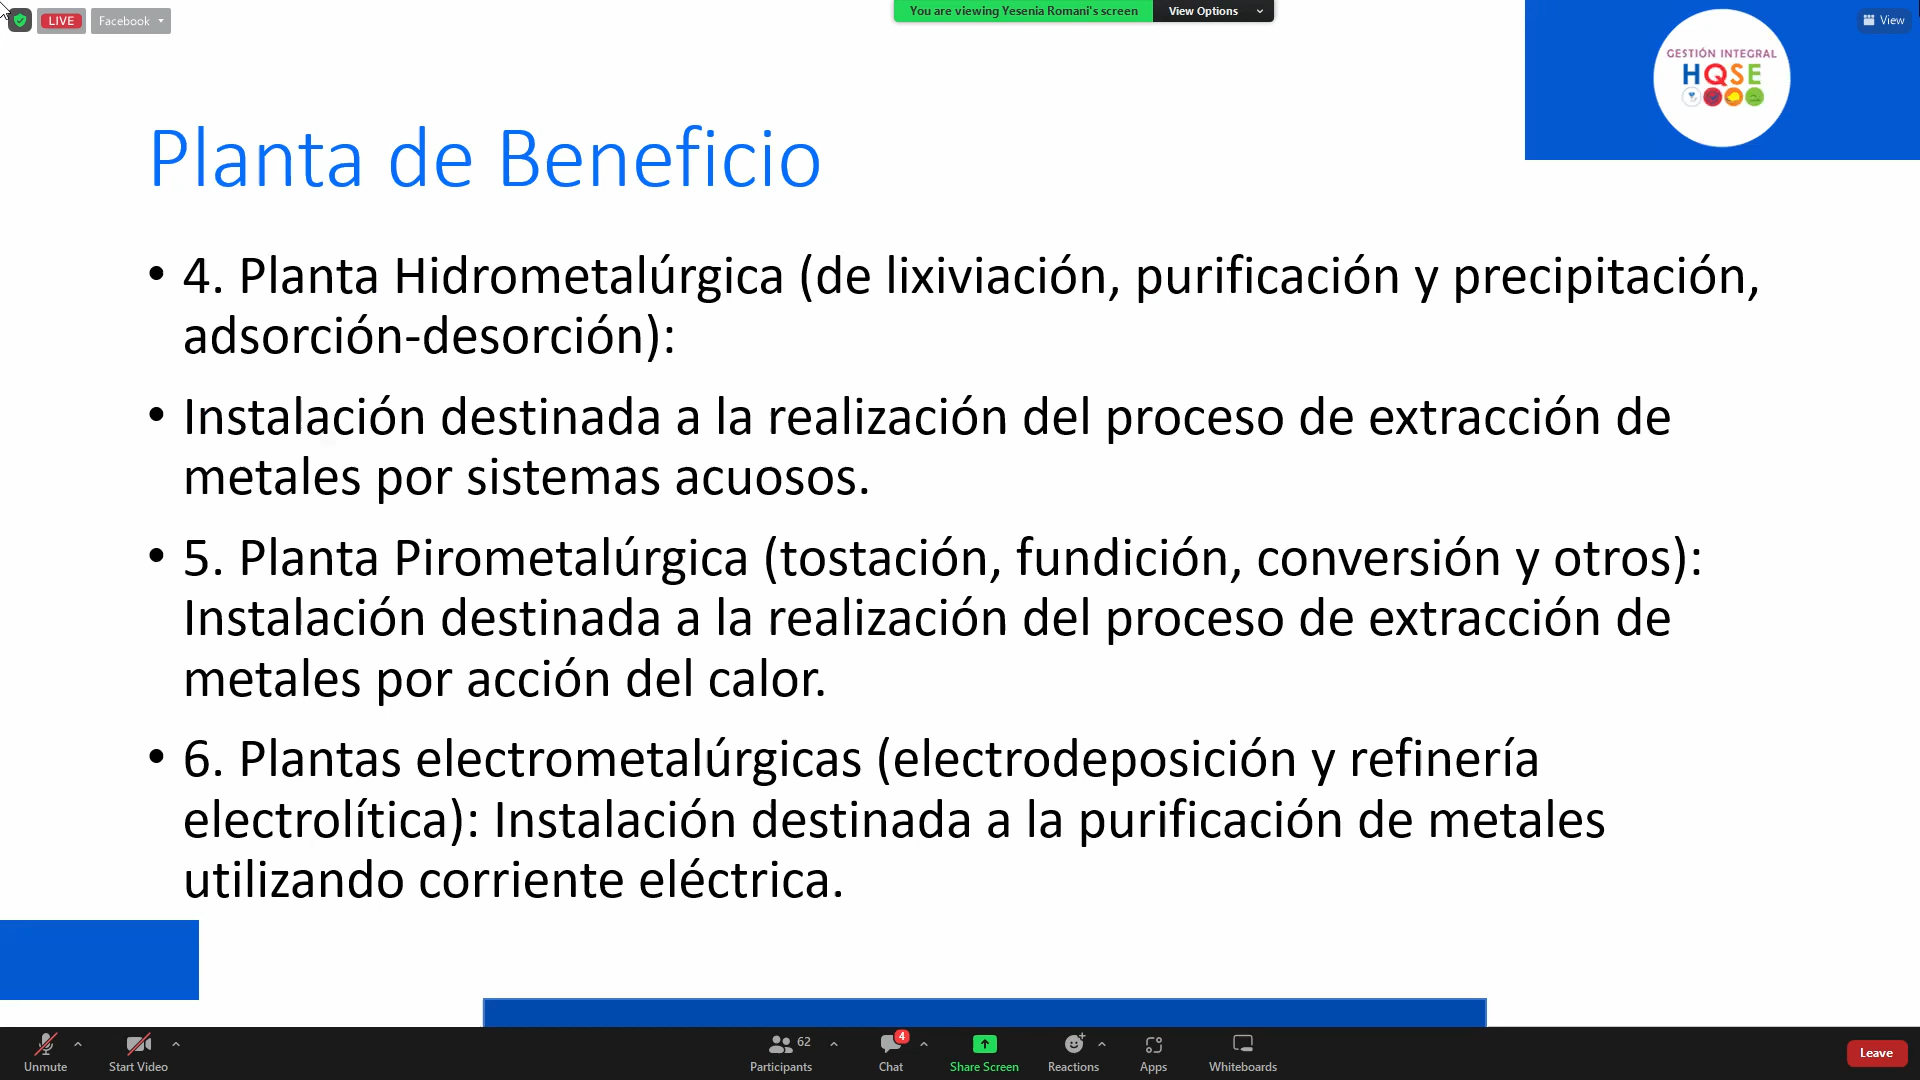 LIVE
Facebook
You are viewing Yesenia Romani's screen
View Options
View
GESTIÓN INTEGRAL
HQSE
Planta de Beneficio
• 4. Planta Hidrometalúrgica (de lixiviación, purificación y precipitación,
adsorción-desorción):
• Instalación destinada a la realización del proceso de extracción de
metales por sistemas acuosos.
• 5. Planta Pirometalúrgica (tostación, fundición, conversión y otros):
Instalación destinada a la realización del proceso de extracción de
metales por acción del calor.
• 6. Plantas electrometalúrgicas (electrodeposición y refinería
electrolítica): Instalación destinada a la purificación de metales
utilizando corriente eléctrica.
Unmute
Start Video
62
Participants
4
Chat
Share Screen
Reactions
Apps
Whiteboards
Leave